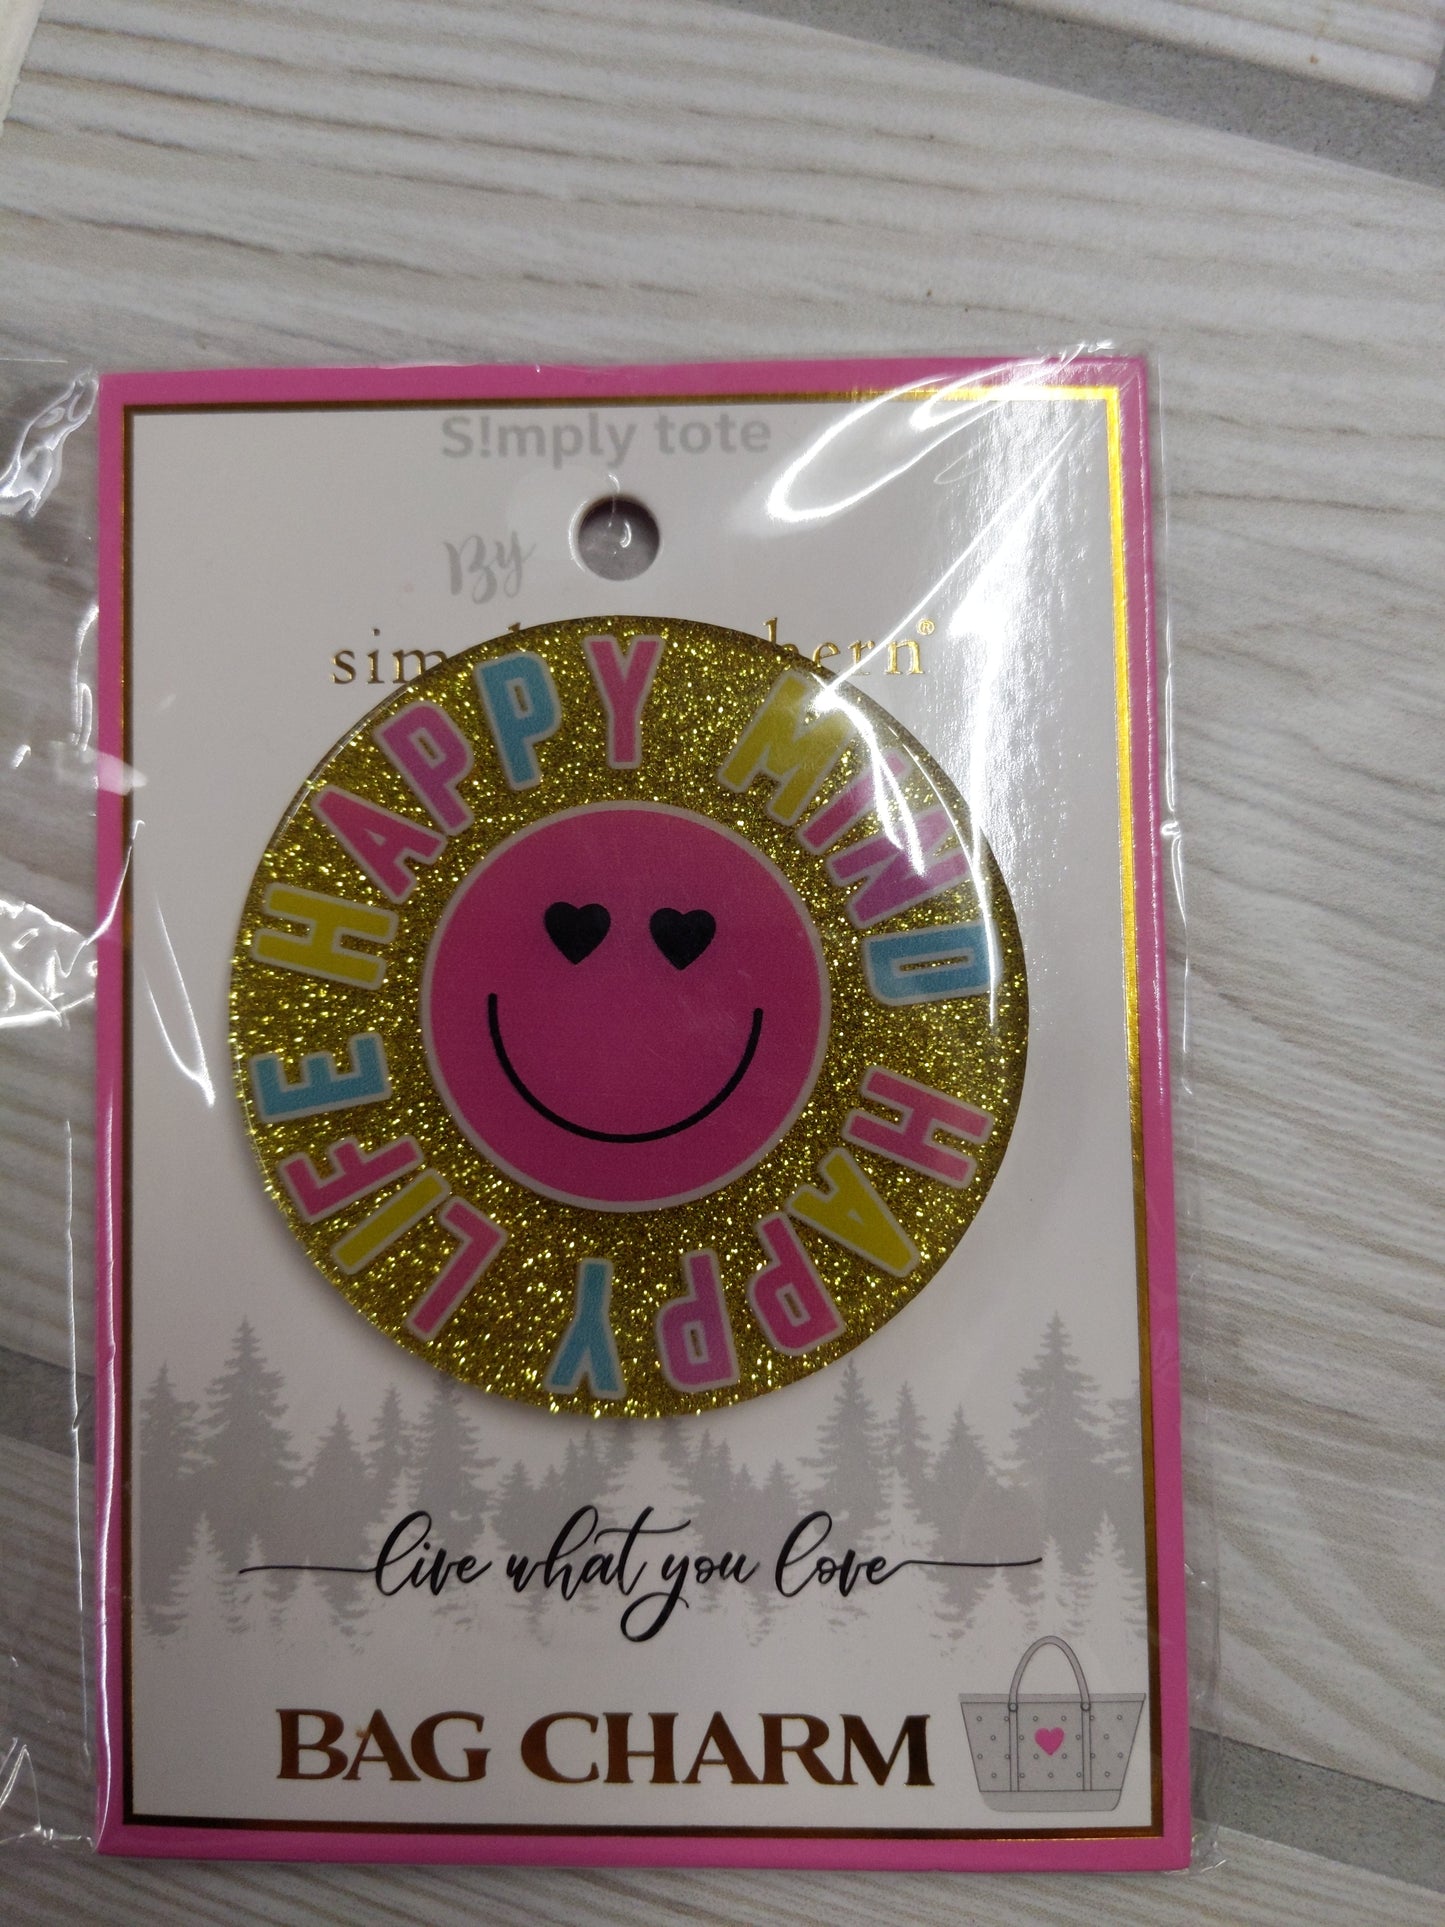 S!mply tote
By
HAPPY MIND HAPPY LIFE
live what you love
BAG CHARM